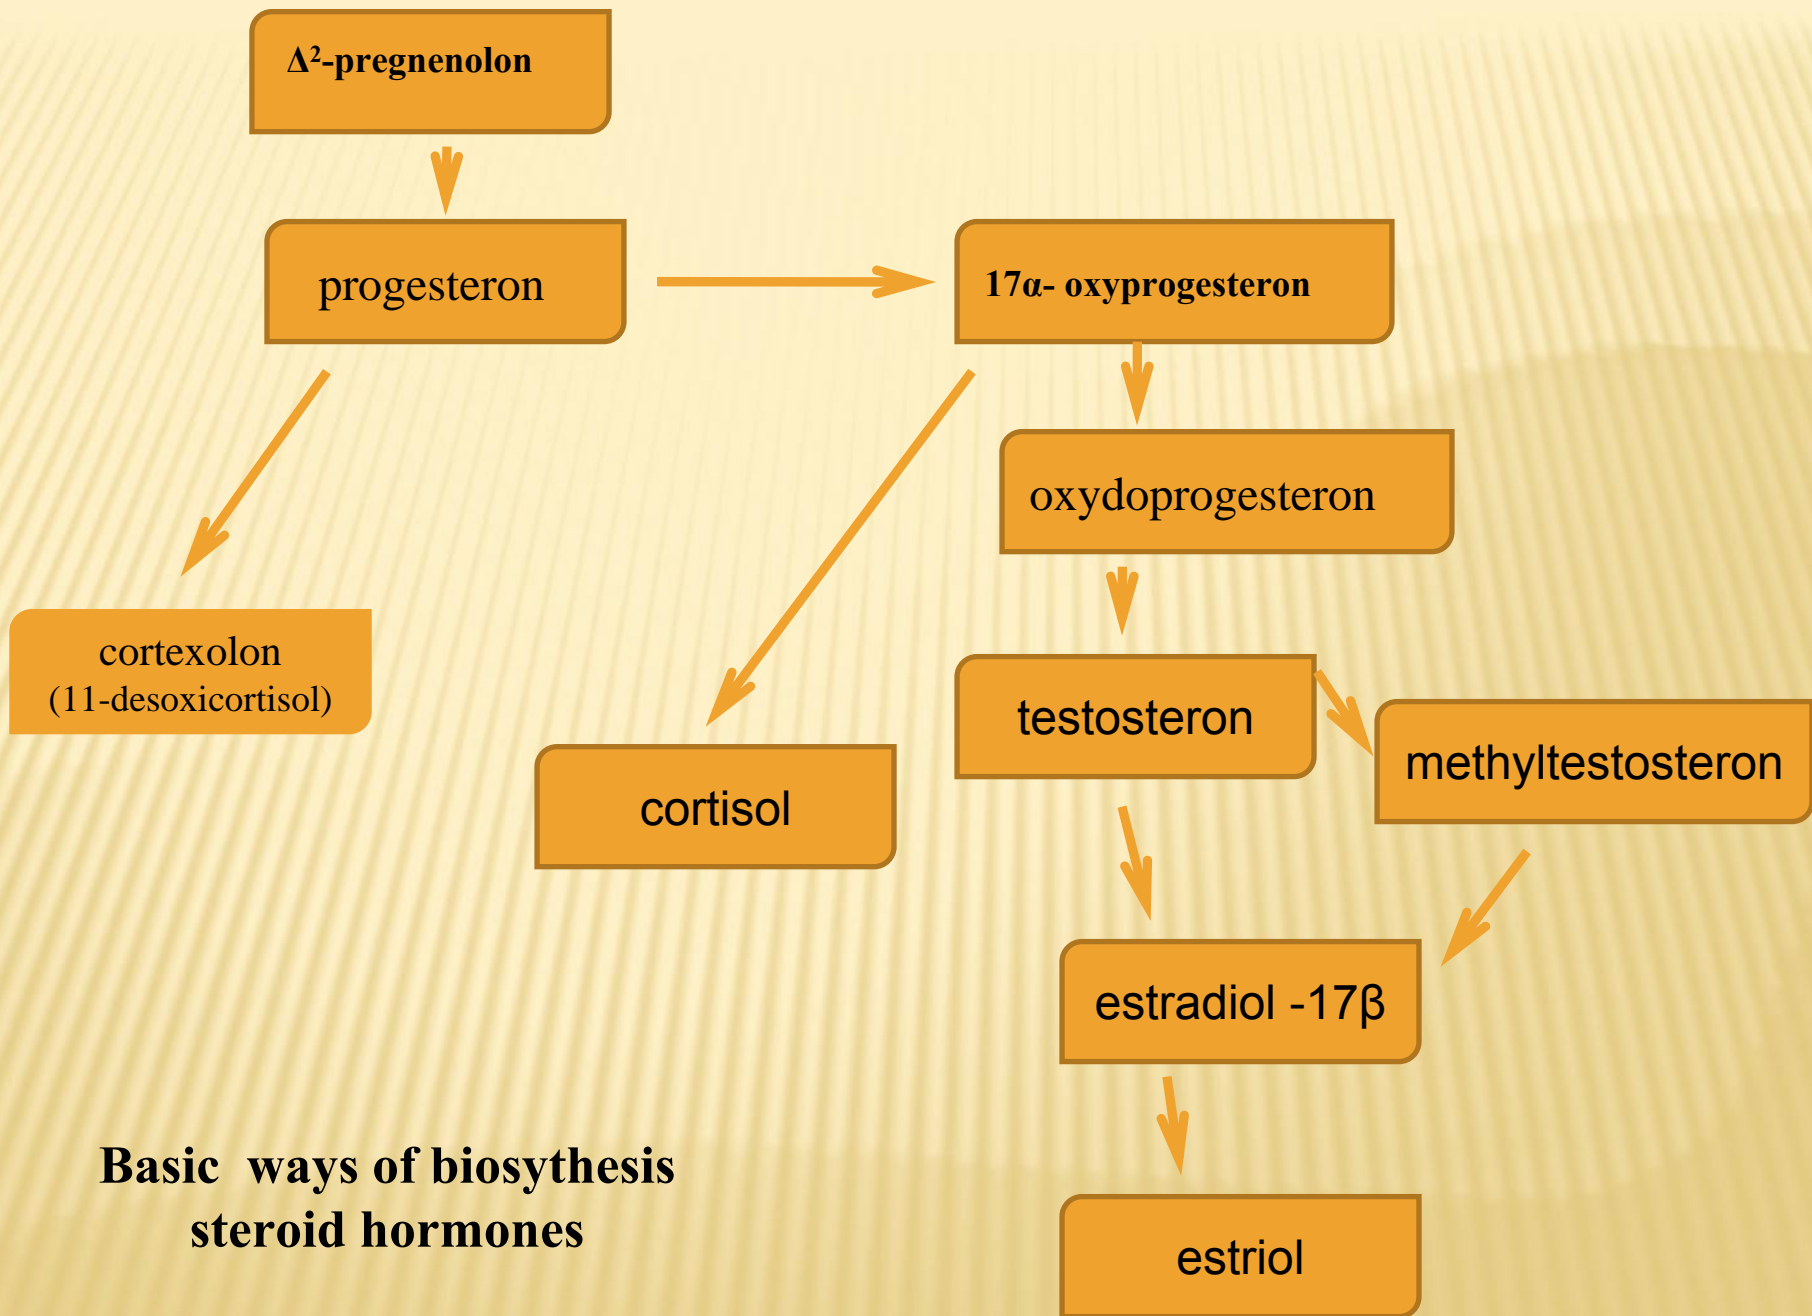 Δ²-pregnenolon
progesteron
17α- oxyprogesteron
oxydoprogesteron
cortexolon
(11-desoxicortisol)
testosteron
methyltestosteron
cortisol
estradiol -17β
Basic ways of biosythesis
steroid hormones
estriol